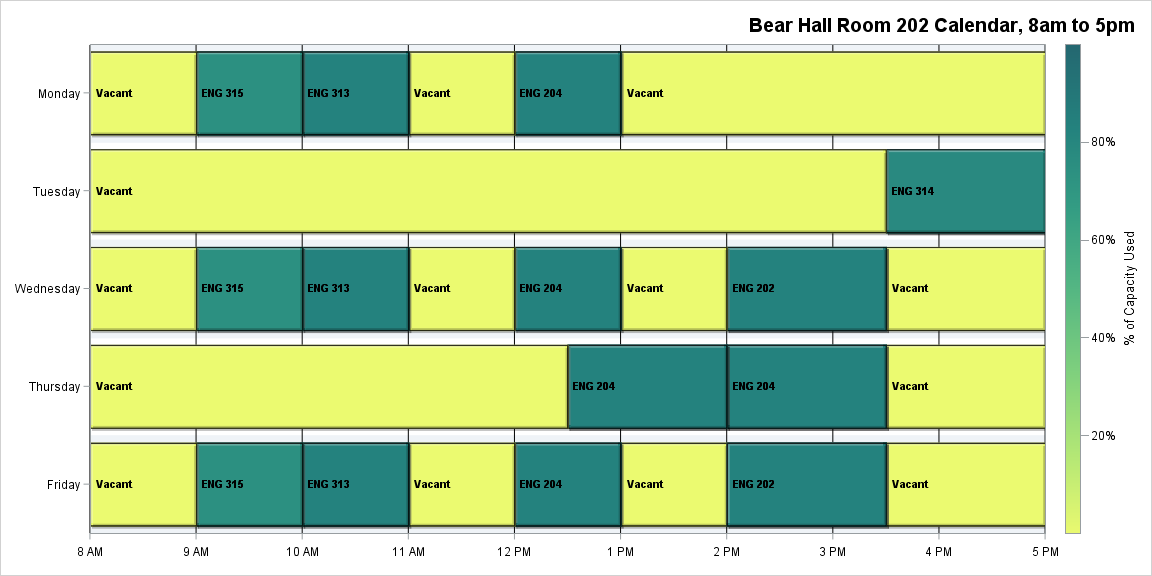 Bear Hall Room 202 Calendar, 8am to 5pm
Monday
Vacant
ENG 315
ENG 313
Vacant
ENG 204
Vacant
Tuesday
Vacant
ENG 314
Wednesday
Vacant
ENG 315
ENG 313
Vacant
ENG 204
Vacant
ENG 202
Vacant
Thursday
Vacant
ENG 204
ENG 204
Vacant
Friday
Vacant
ENG 315
ENG 313
Vacant
ENG 204
Vacant
ENG 202
Vacant
8 AM
9 AM
10 AM
11 AM
12 PM
1 PM
2 PM
3 PM
4 PM
5 PM
80%
60%
40%
20%
% of Capacity Used